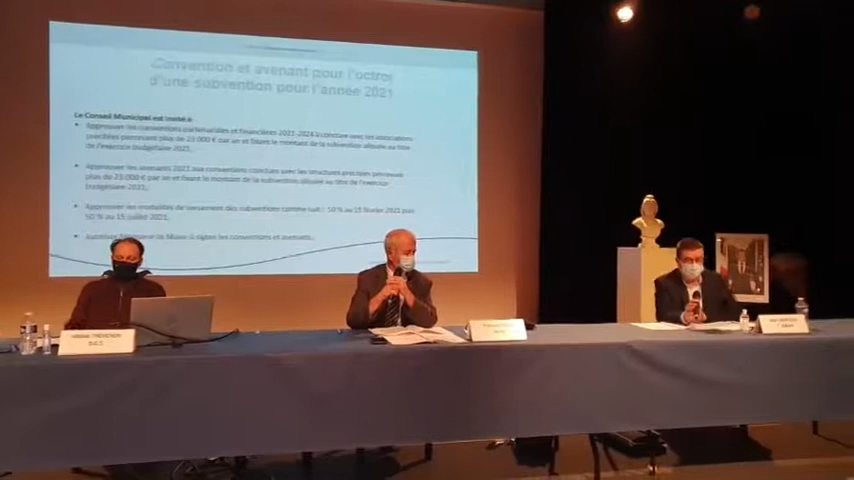 Convention et avenant pour l'octroi
d'une subvention pour l'année 2021
Le Conseil Municipal est invité à
• Approuver les conventions partenariales et financières 2021-2024 à conclure avec les associations
percevant plus de 23 000 € par an et fixant le montant de la subvention allouée au titre
de l'exercice budgétaire 2021.
• Approuver les avenants 2021 aux conventions conclues avec les structures précitées percevant
plus de 23 000 € par an et fixant le montant de la subvention allouée au titre de l'exercice
budgétaire 2021.
• Approuver les modalités de versement des subventions comme suit : 50 % au 15 février 2021 puis
50 % au 15 juillet 2021.
• Autoriser le Maire à signer les conventions et avenants.
D.G.S